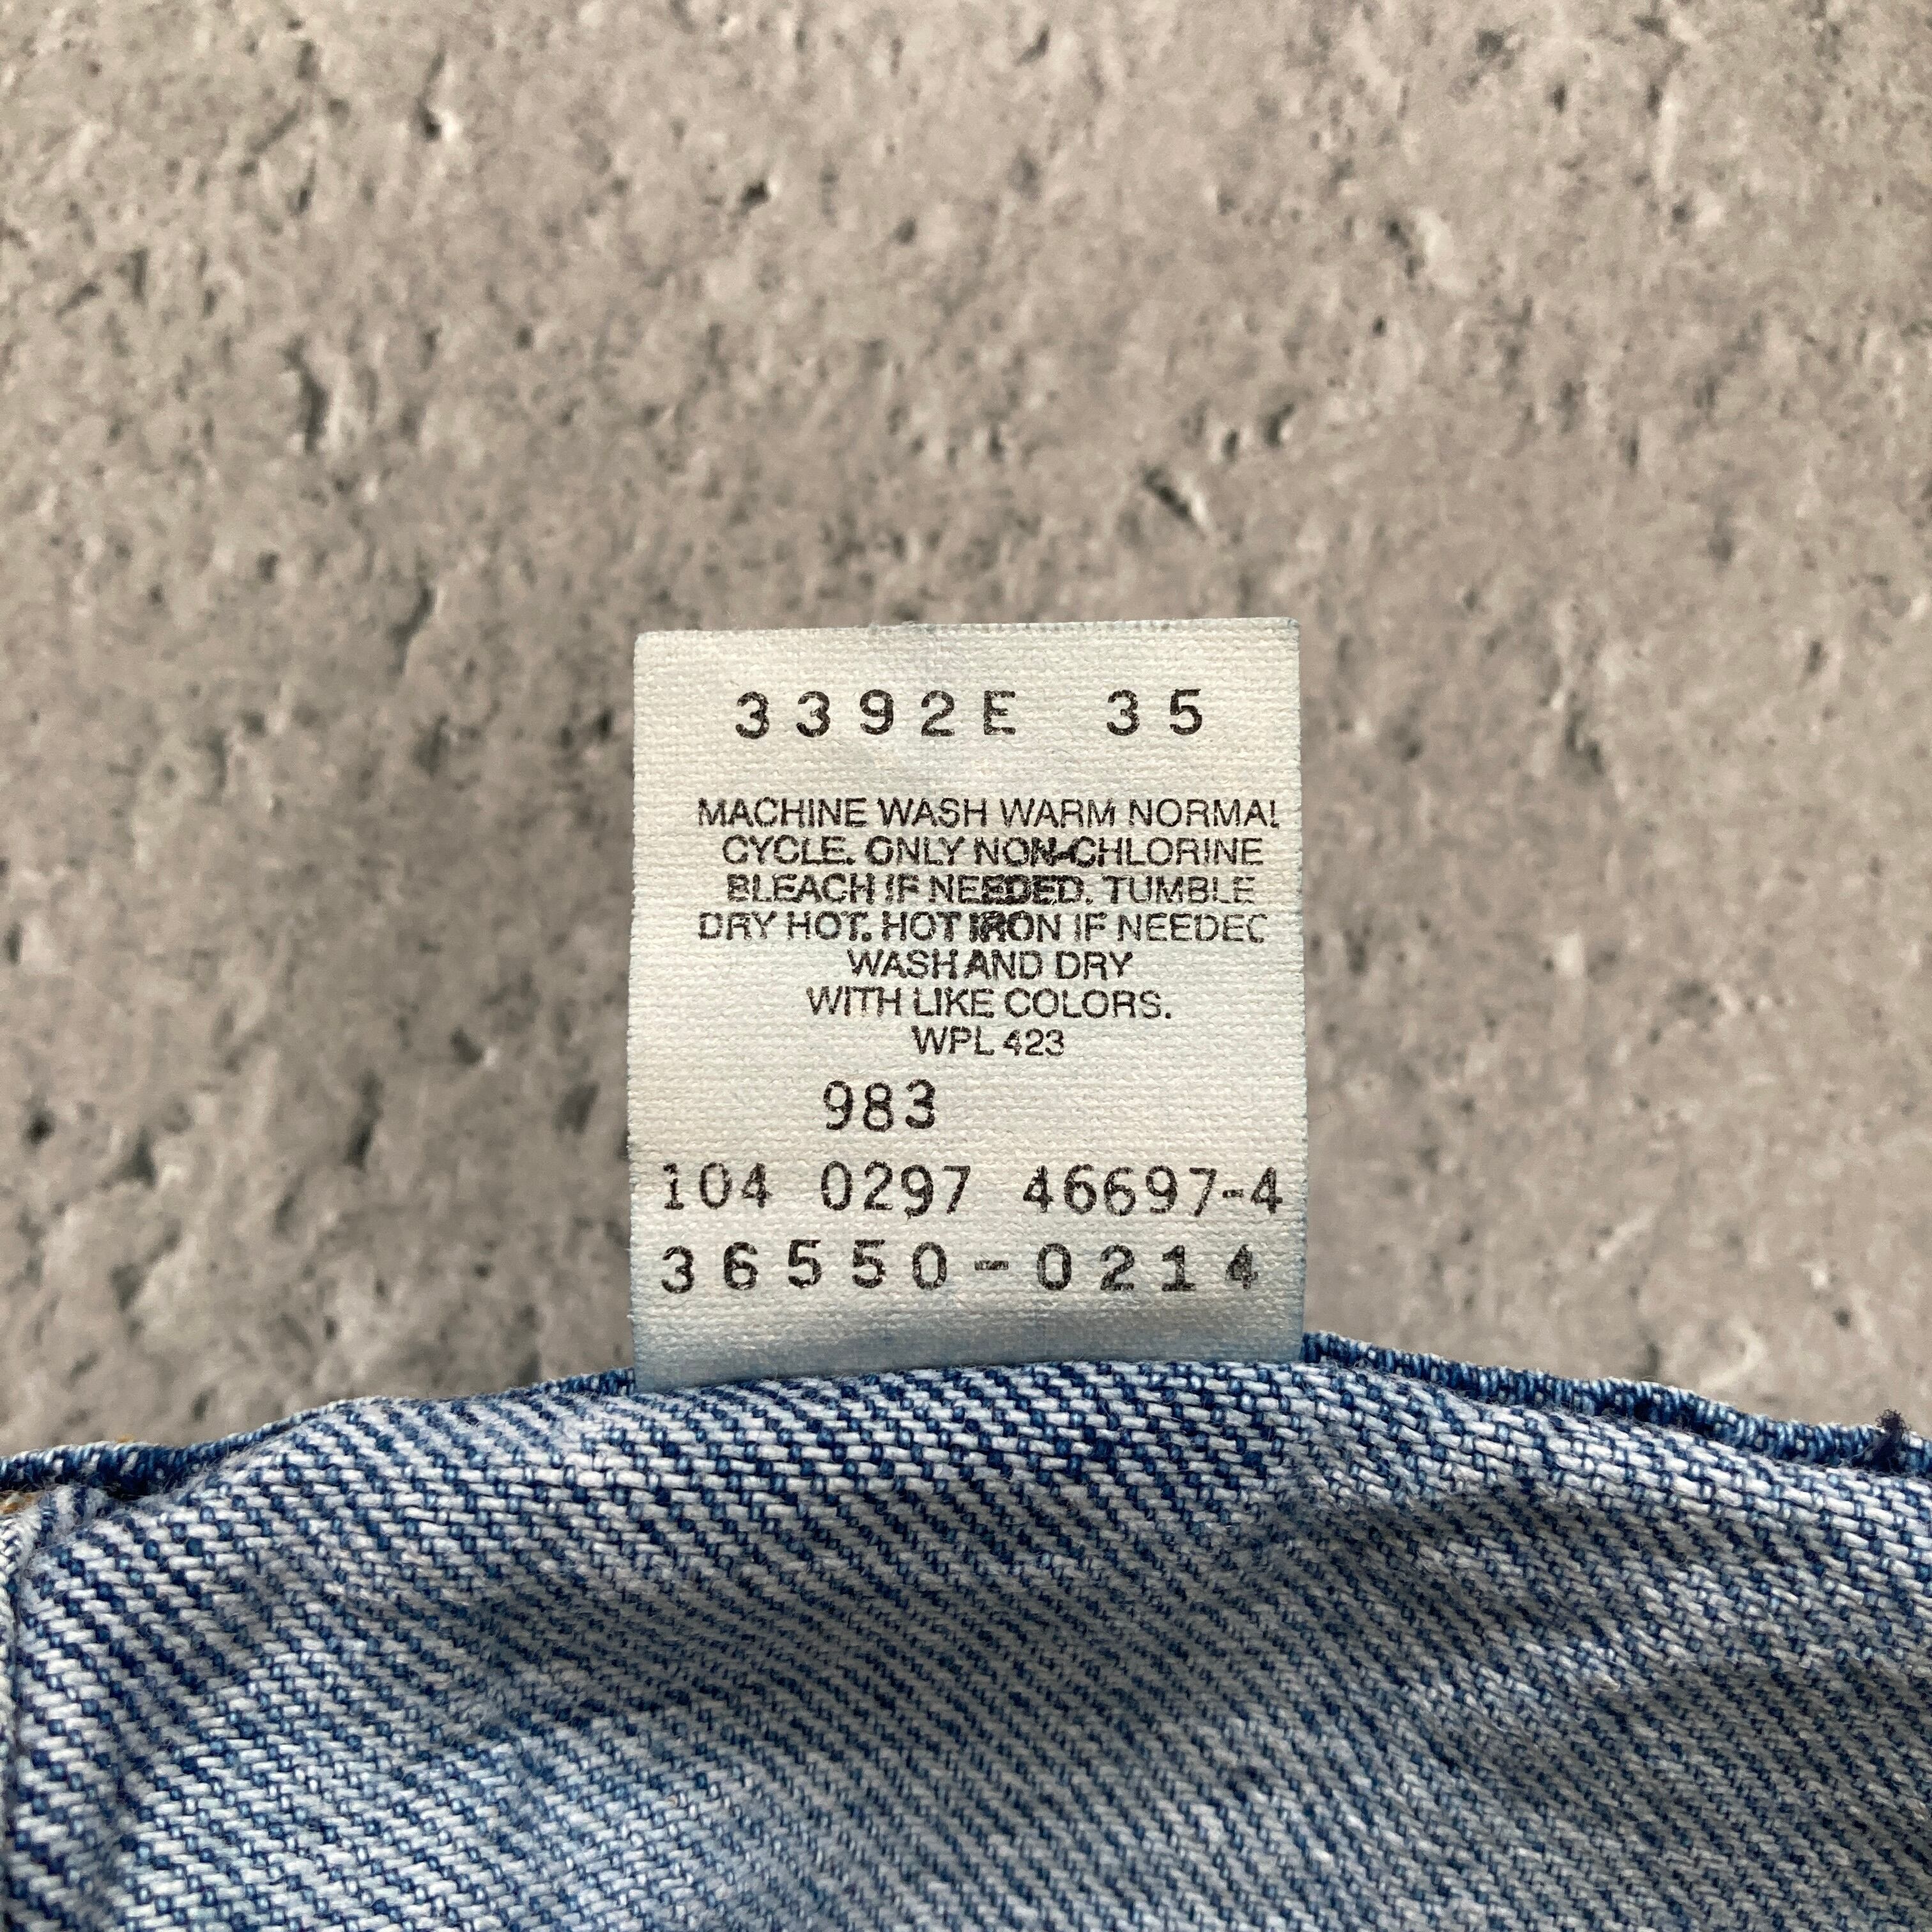 3392E 35
MACHINE WASH WARM NORMAL
CYCLE. ONLY NON-CHLORINE
BLEACH IF NEEDED. TUMBLE
DRY HOT. HOT IRON IF NEEDED
WASH AND DRY
WITH LIKE COLORS.
WPL 423
983
104 0297 46697-4
36550-0214